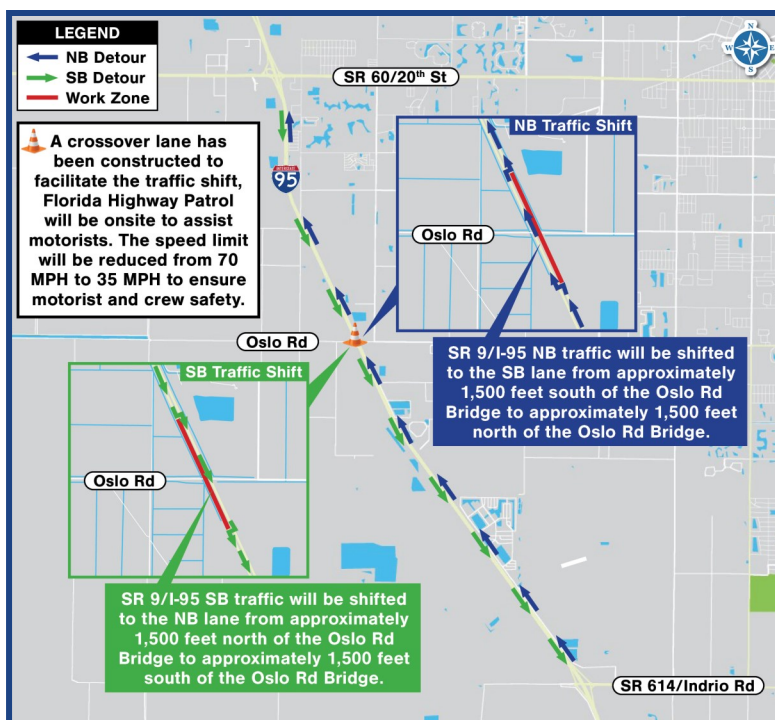 LEGEND
NB Detour
SB Detour
Work Zone
N
W
E
S
SR 60/20th St
A crossover lane has
been constructed to
facilitate the traffic shift,
Florida Highway Patrol
will be onsite to assist
motorists. The speed limit
will be reduced from 70
MPH to 35 MPH to ensure
motorist and crew safety.
INTERSTATE
95
NB Traffic Shift
Oslo Rd
Oslo Rd
SR 9/I-95 NB traffic will be shifted
to the SB lane from approximately
1,500 feet south of the Oslo Rd
Bridge to approximately 1,500 feet
north of the Oslo Rd Bridge.
SB Traffic Shift
Oslo Rd
SR 9/I-95 SB traffic will be shifted
to the NB lane from approximately
1,500 feet north of the Oslo Rd
Bridge to approximately 1,500 feet
south of the Oslo Rd Bridge.
SR 614/Indrio Rd